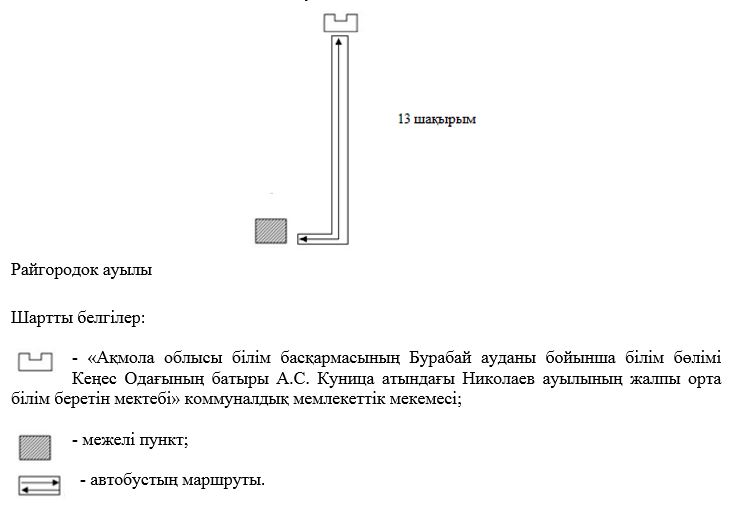 13 шақырым
Райгородок ауылы
Шартты белгілер:
- «Ақмола облысы білім басқармасының Бурабай ауданы бойынша білім бөлімі
Кеңес Одағының батыры А.С. Куница атындағы Николаев ауылының жалпы орта
білім беретін мектебі» коммуналдық мемлекеттік мекемесі;
- межелі пункт;
- автобустың маршруты.